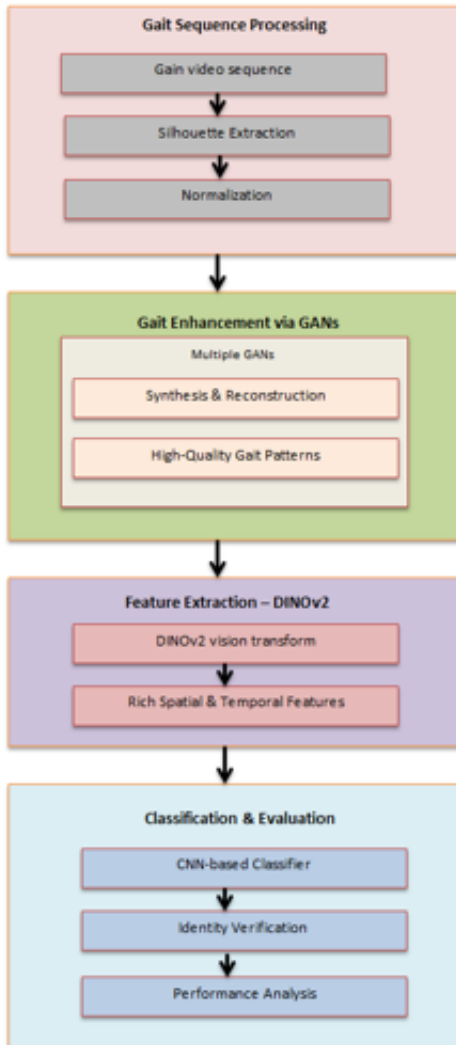 Gait Sequence Processing
Gain video sequence
Silhouette Extraction
Normalization
Gait Enhancement via GANs
Multiple GANs
Synthesis & Reconstruction
High-Quality Gait Patterns
Feature Extraction – DINOv2
DINOv2 vision transform
Rich Spatial & Temporal Features
Classification & Evaluation
CNN-based Classifier
Identity Verification
Performance Analysis